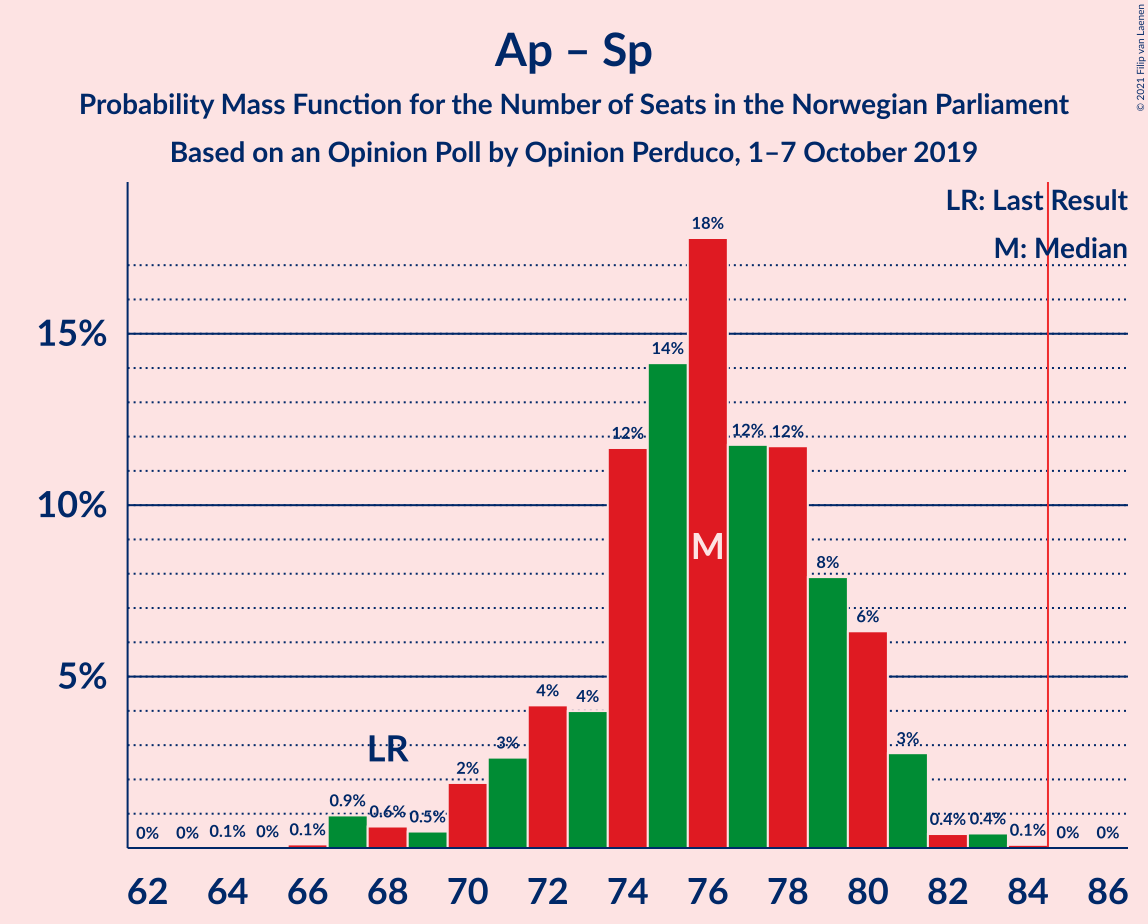 Ap – Sp
Probability Mass Function for the Number of Seats in the Norwegian Parliament
Based on an Opinion Poll by Opinion Perduco, 1–7 October 2019
© 2021 Filip van Laenen
LR: Last Result
M: Median
18%
15%
14%
12% 12% 12%
10%
M
8%
6%
5%
4% 4%
LR
3% 3%
2%
0% 0% 0.1% 0% 0.1% 0.9% 0.6% 0.5% 0.4% 0.4% 0.1% 0% 0%
62 64 66 68 70 72 74 76 78 80 82 84 86